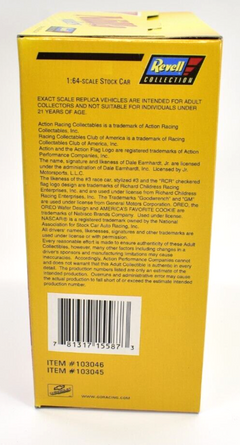 Revell
COLLECTION
1:64-SCALE STOCK CAR
EXACT SCALE REPLICA VEHICLES ARE INTENDED FOR ADULT
COLLECTORS AND NOT SUITABLE FOR INDIVIDUALS UNDER
21 YEARS OF AGE.
Action Racing Collectables is a trademark of Action Racing
Collectables, Inc.
Racing Collectables Club of America is a trademark of Racing
Collectables Club of America, Inc.
Action and the Action Flag Logo are registered trademarks of Action
Performance Companies, Inc.
The name, signature and likeness of Dale Earnhardt, Jr. are licensed
under the administration of Dale Earnhardt, Inc. Licensed by Jr.
Motorsports, L.L.C.
The likeness of the #3 race car, stylized #3 and the "RCR" checkered
flag logo design are trademarks of Richard Childress Racing
Enterprises, Inc. and are used under license from Richard Childress
Racing Enterprises, Inc. The Trademarks "Goodwrench" and "GM"
are used under license from General Motors Corporation. OREO, the
OREO Wafer Design and AMERICA'S FAVORITE COOKIE are
Trademarks of Nabisco Brands Company. Used under license.
NASCAR® is a registered trademark of the National
Association for Stock Car Auto Racing, Inc.
All drivers' names, likenesses, signatures and other trademarks are
used under license or with permission.
Every reasonable effort is made to ensure authenticity of these Adult
Collectibles, however, many other factors including changes in a
driver's sponsors and manufacturing limitations may cause
inaccuracies. Accordingly, Action Performance Companies cannot
and does not warrant that this Adult Collectible is authentic in every
detail. The production numbers listed are only an estimate of the
intended production. Overruns and administrative error may cause
the actual production to fall short of or exceed the estimate intended
production.
7 81317 15587 3
ITEM #103046
ITEM #103045